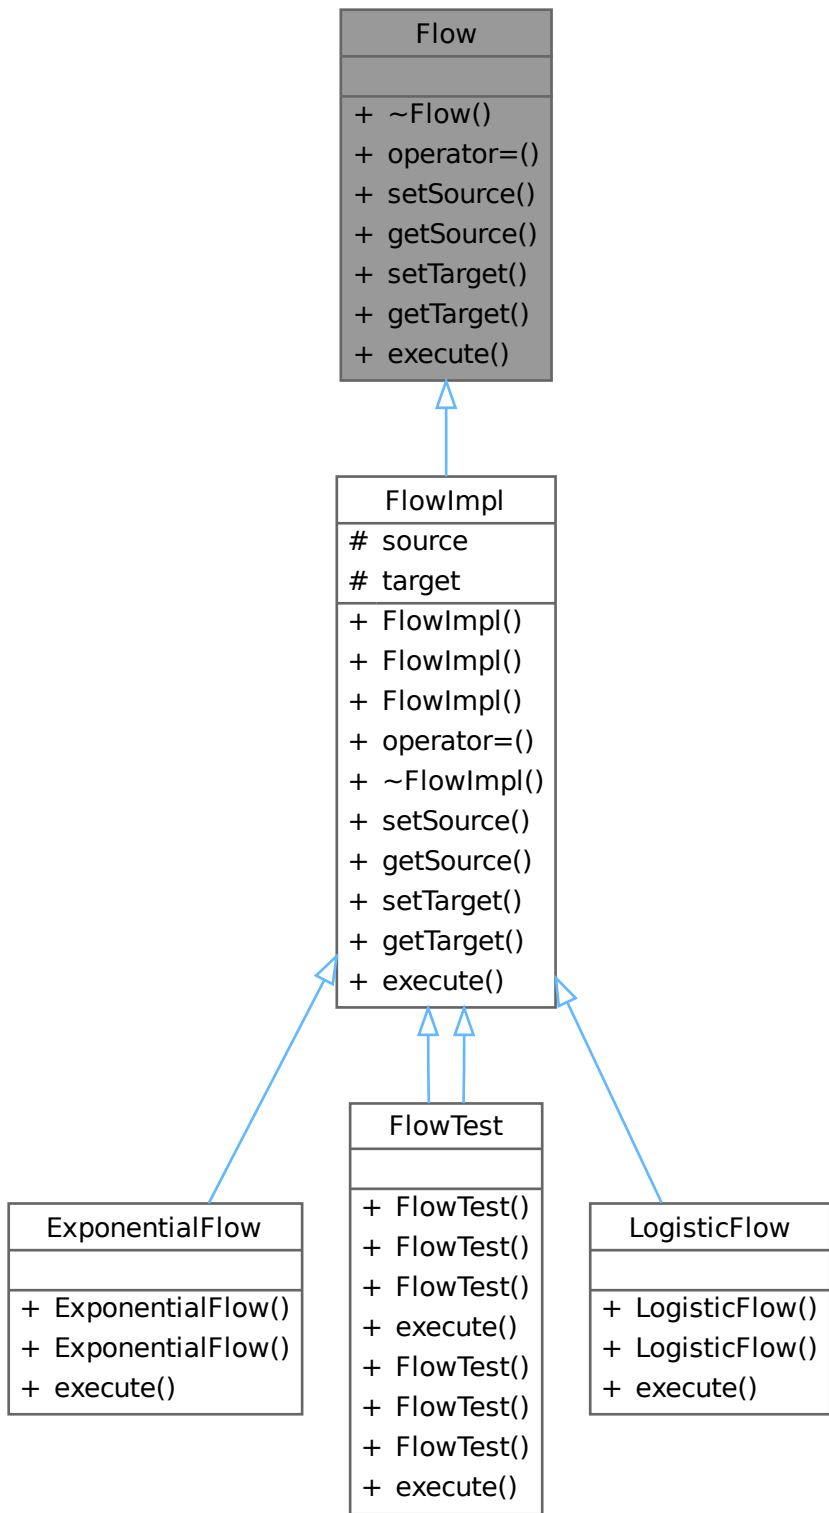 Flow
+ ~Flow()
+ operator=()
+ setSource()
+ getSource()
+ setTarget()
+ getTarget()
+ execute()
FlowImpl
# source
# target
+ FlowImpl()
+ FlowImpl()
+ FlowImpl()
+ operator=()
+ ~FlowImpl()
+ setSource()
+ getSource()
+ setTarget()
+ getTarget()
+ execute()
ExponentialFlow
+ ExponentialFlow()
+ ExponentialFlow()
+ execute()
FlowTest
+ FlowTest()
+ FlowTest()
+ FlowTest()
+ execute()
+ FlowTest()
+ FlowTest()
+ FlowTest()
+ execute()
LogisticFlow
+ LogisticFlow()
+ LogisticFlow()
+ execute()